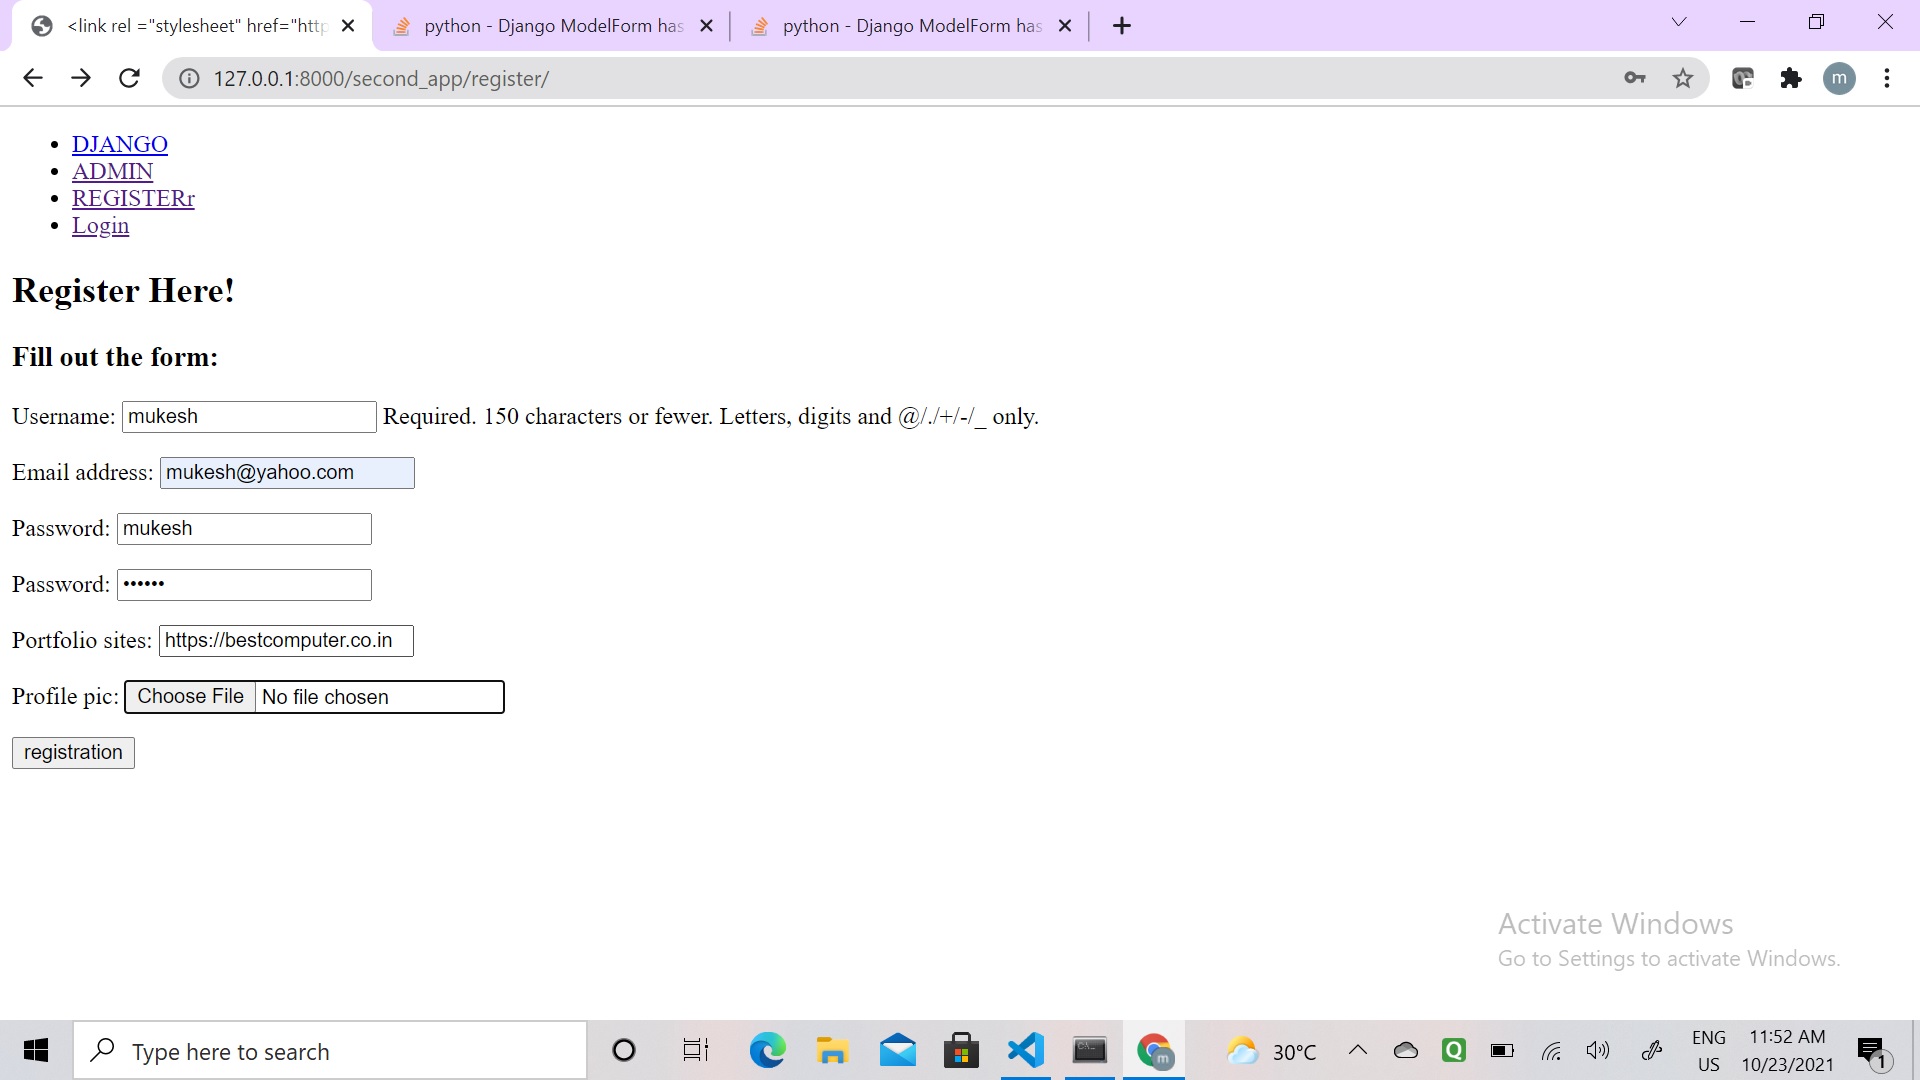 <link rel ="stylesheet" href="http
python - Django ModelForm has
python - Django ModelForm has
127.0.0.1:8000/second_app/register/
m
DJANGO
ADMIN
REGISTERr
Login
Register Here!
Fill out the form:
Username: mukesh Required. 150 characters or fewer. Letters, digits and @/./+/-/_ only.
Email address: mukesh@yahoo.com
Password: mukesh
Password: ••••••
Portfolio sites: https://bestcomputer.co.in
Profile pic: Choose File No file chosen
registration
Activate Windows
Go to Settings to activate Windows.
Type here to search
m
30°C
Q
ENG
US
11:52 AM
10/23/2021
1